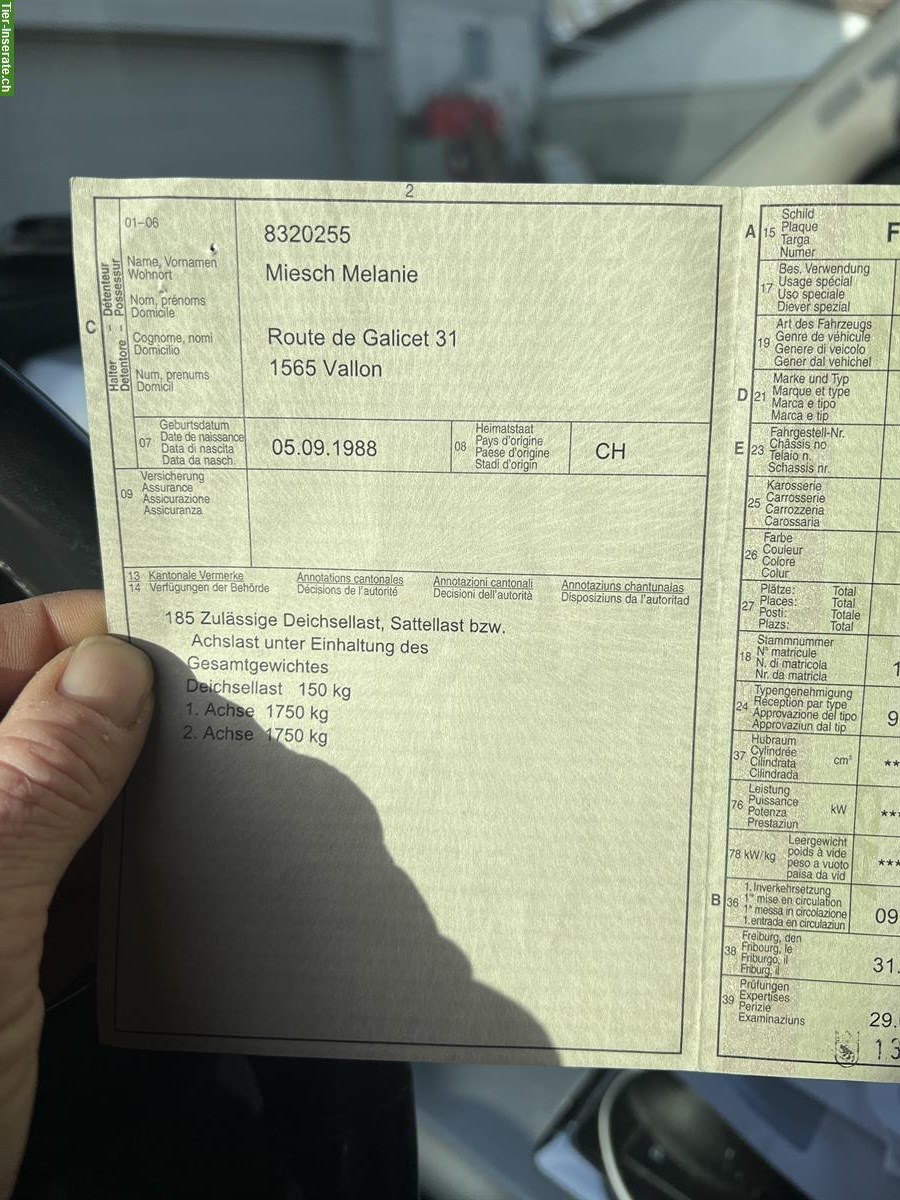 Tier-Inserate.ch
2
01–06
8320255
Name, Vornamen
Wohnort
Miesch Melanie
Nom, prénoms
Domicile
Cognome, nomi
Domicilio
Route de Galicet 31
Num, prenums
Domicil
1565 Vallon
C
Halter – Détenteur
Detentore – Possessur
07
Geburtsdatum
Date de naissance
Data di nascita
Data da nasch.
05.09.1988
08
Heimatstaat
Pays d'origine
Paese d'origine
Stadi d'origin
CH
09
Versicherung
Assurance
Assicurazione
Assicuranza
13 Kantonale Vermerke Annotations cantonales Annotazioni cantonali Annotaziuns chantunalas
14 Verfügungen der Behörde Décisions de l'autorité Decisioni dell'autorità Disposiziuns da l'autoritad
185 Zulässige Deichsellast, Sattellast bzw.
Achslast unter Einhaltung des
Gesamtgewichtes
Deichsellast 150 kg
1. Achse 1750 kg
2. Achse 1750 kg
A 15
Schild
Plaque
Targa
Numer
F
17
Bes. Verwendung
Usage spécial
Uso speciale
Diever spezial
19
Art des Fahrzeugs
Genre de véhicule
Genere di veicolo
Gener dal vehichel
D 21
Marke und Typ
Marque et type
Marca e tipo
Marca e tip
E 23
Fahrgestell-Nr.
Châssis no
Telaio n.
Schassis nr.
25
Karosserie
Carrosserie
Carrozzeria
Carossaria
26
Farbe
Couleur
Colore
Colur
27
Plätze: Total
Places: Total
Posti: Totale
Plazs: Total
18
Stammnummer
N° matricule
N. di matricola
Nr. da matricla
1
24
Typengenehmigung
Réception par type
Approvazione del tipo
Approvaziun dal tip
9
37
Hubraum
Cylindrée
Cilindrata
Cilindrada
cm³
**
76
Leistung
Puissance
Potenza
Prestaziun
kW
***
78 kW/kg
Leergewicht
poids à vide
peso a vuoto
paisa da vid
***
B 36
1. Inverkehrsetzung
1re mise en circulation
1a messa in circolazione
1. entrada en circulaziun
09
38
Freiburg, den
Fribourg, le
Friburgo, il
Friburg, il
31.
39
Prüfungen
Expertises
Perizie
Examinaziuns
29.
13